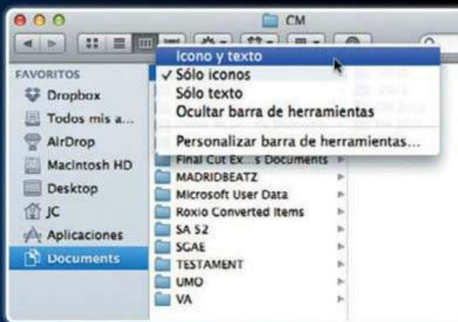 CM
Icono y texto
✓ Sólo iconos
Sólo texto
Ocultar barra de herramientas
Personalizar barra de herramientas...
FAVORITOS
Dropbox
Todos mis a...
AirDrop
Macintosh HD
Desktop
JC
Aplicaciones
Documents
Final Cut Ex...s Documents
MADRIDBEATZ
Microsoft User Data
Roxio Converted Items
SA 52
SGAE
TESTAMENT
UMO
VA